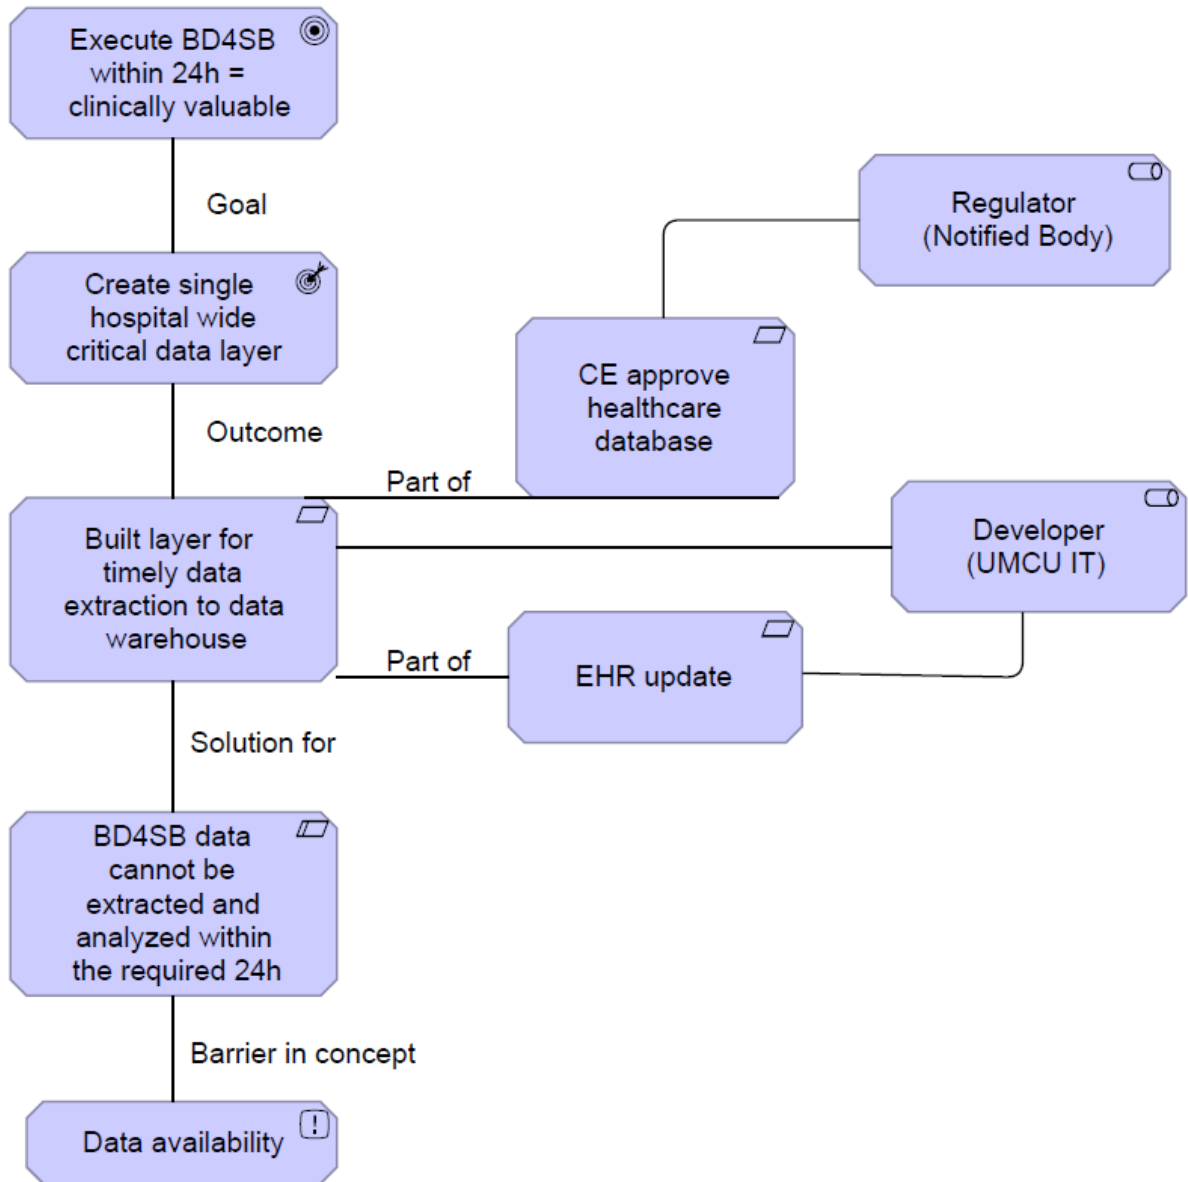 Execute BD4SB
within 24h =
clinically valuable
Goal
Regulator
(Notified Body)
Create single
hospital wide
critical data layer
CE approve
healthcare
database
Outcome
Part of
Built layer for
timely data
extraction to data
warehouse
Developer
(UMCU IT)
Part of
EHR update
Solution for
BD4SB data
cannot be
extracted and
analyzed within
the required 24h
Barrier in concept
Data availability